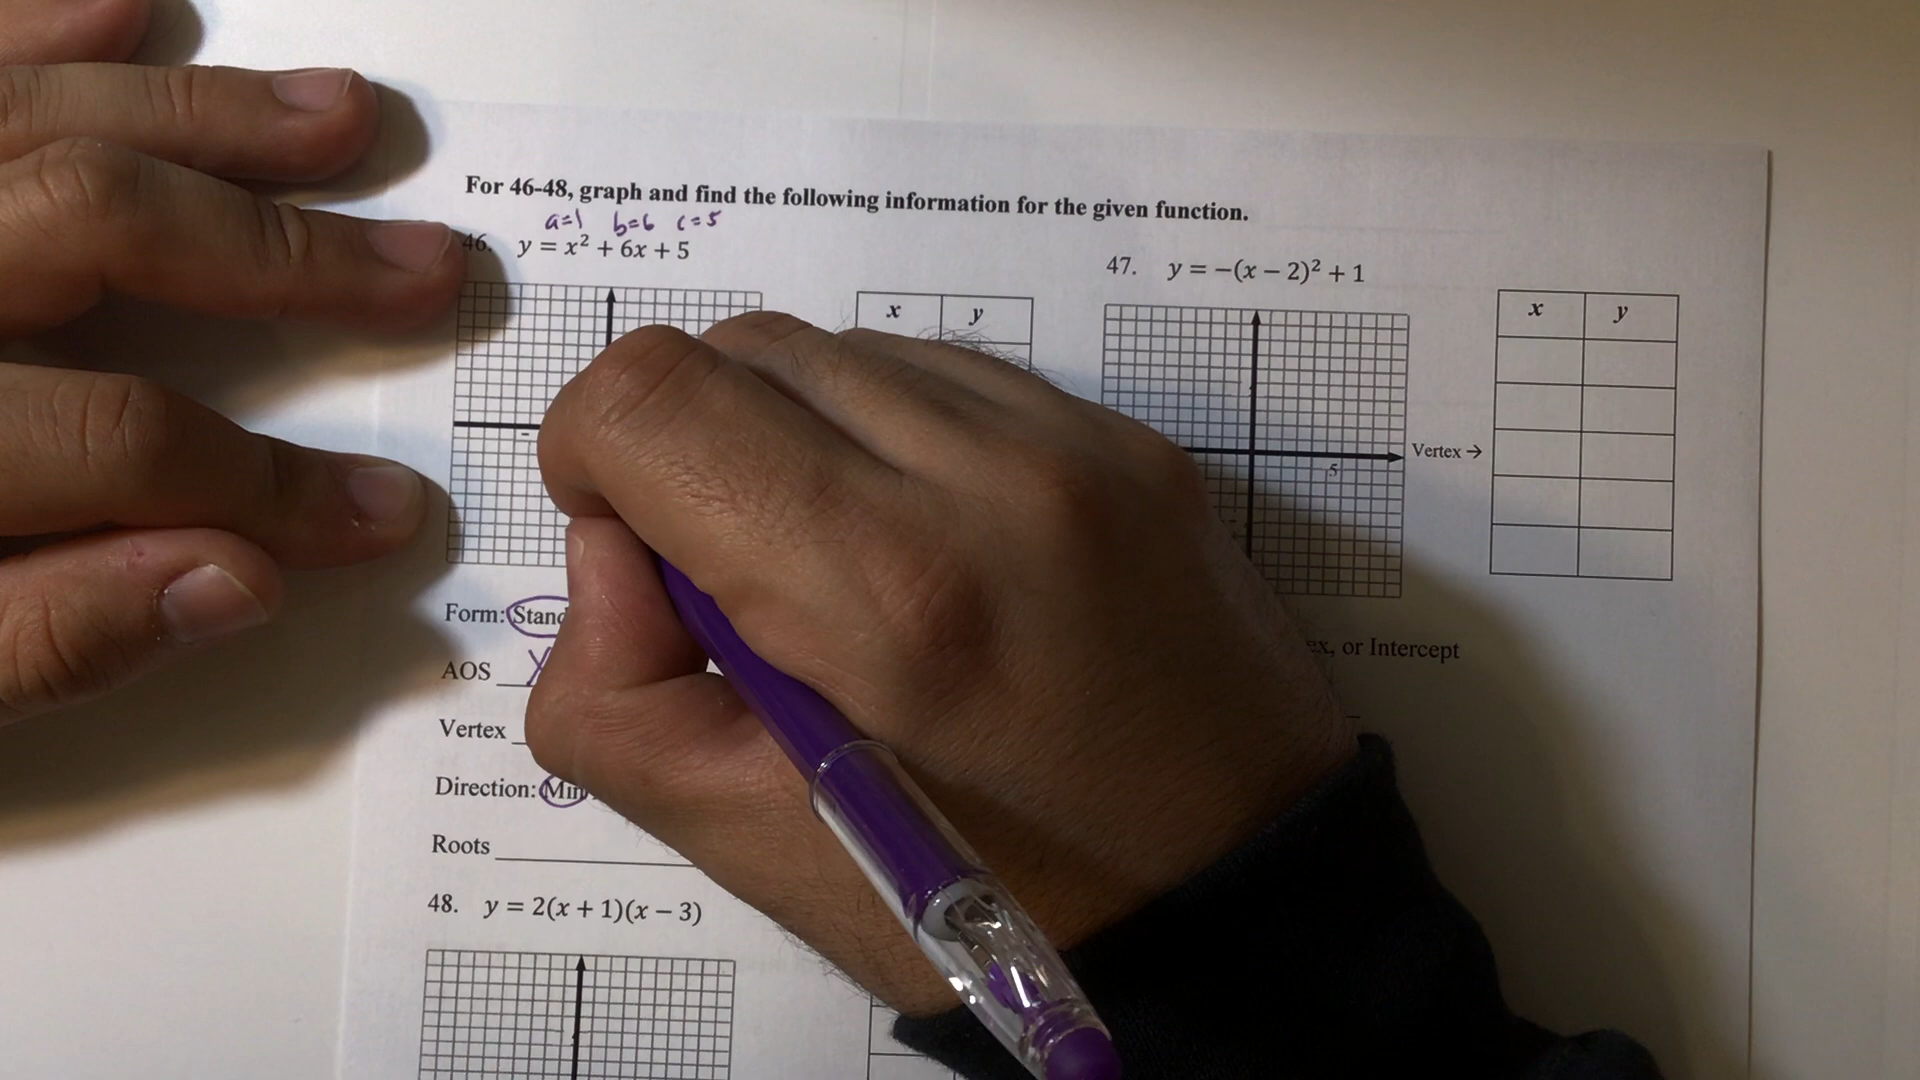 For 46-48, graph and find the following information for the given function.
a=1 b=6 c=5
46. y = x² + 6x + 5
47. y = −(x − 2)² + 1
x y
x y
5
Vertex →
Form:
or Intercept
AOS X
Vertex
Direction: Min
Roots
48. y = 2(x + 1)(x − 3)